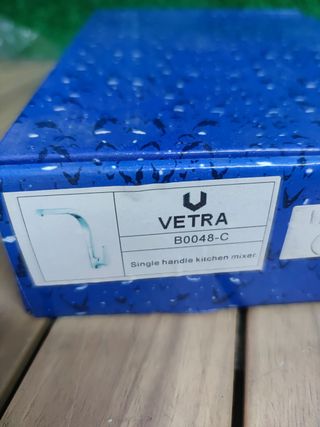 VETRA
B0048-C
Single handle kitchen mixer